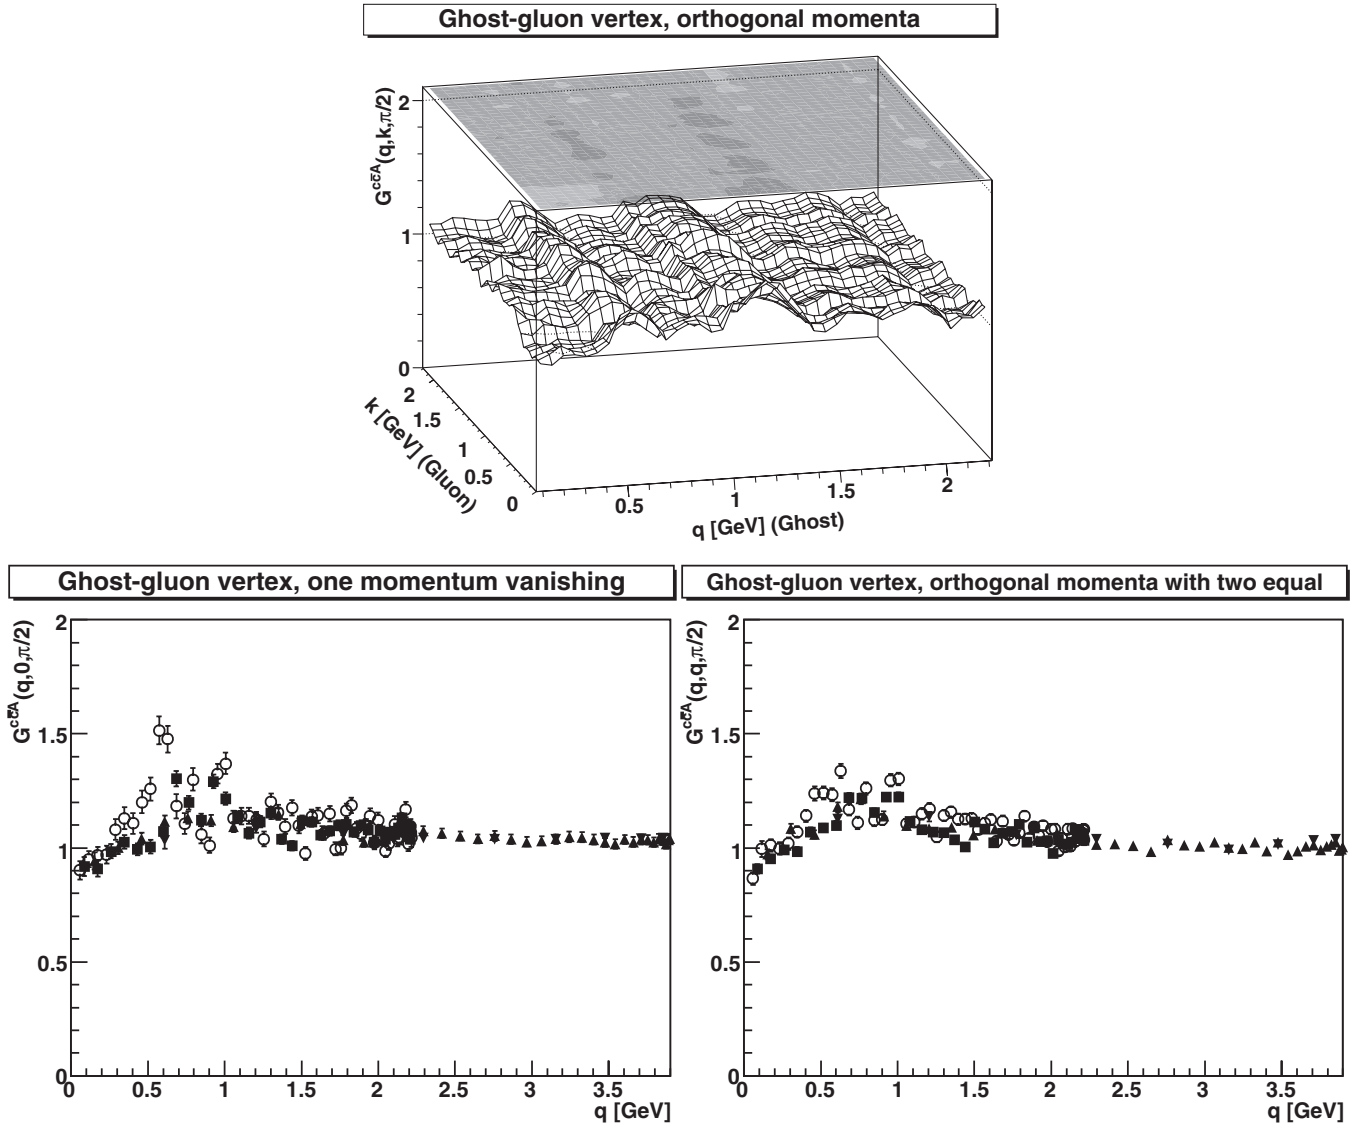 Ghost-gluon vertex, orthogonal momenta
G^{cc̄A}(q,k,π/2)
2
1
0
2
1.5
1
0.5
0
k [GeV] (Gluon)
0.5
1
1.5
2
q [GeV] (Ghost)
Ghost-gluon vertex, one momentum vanishing
G^{cc̄A}(q,0,π/2)
2
1.5
1
0.5
0
0 0.5 1 1.5 2 2.5 3 3.5
q [GeV]
Ghost-gluon vertex, orthogonal momenta with two equal
G^{cc̄A}(q,q,π/2)
2
1.5
1
0.5
0
0 0.5 1 1.5 2 2.5 3 3.5
q [GeV]